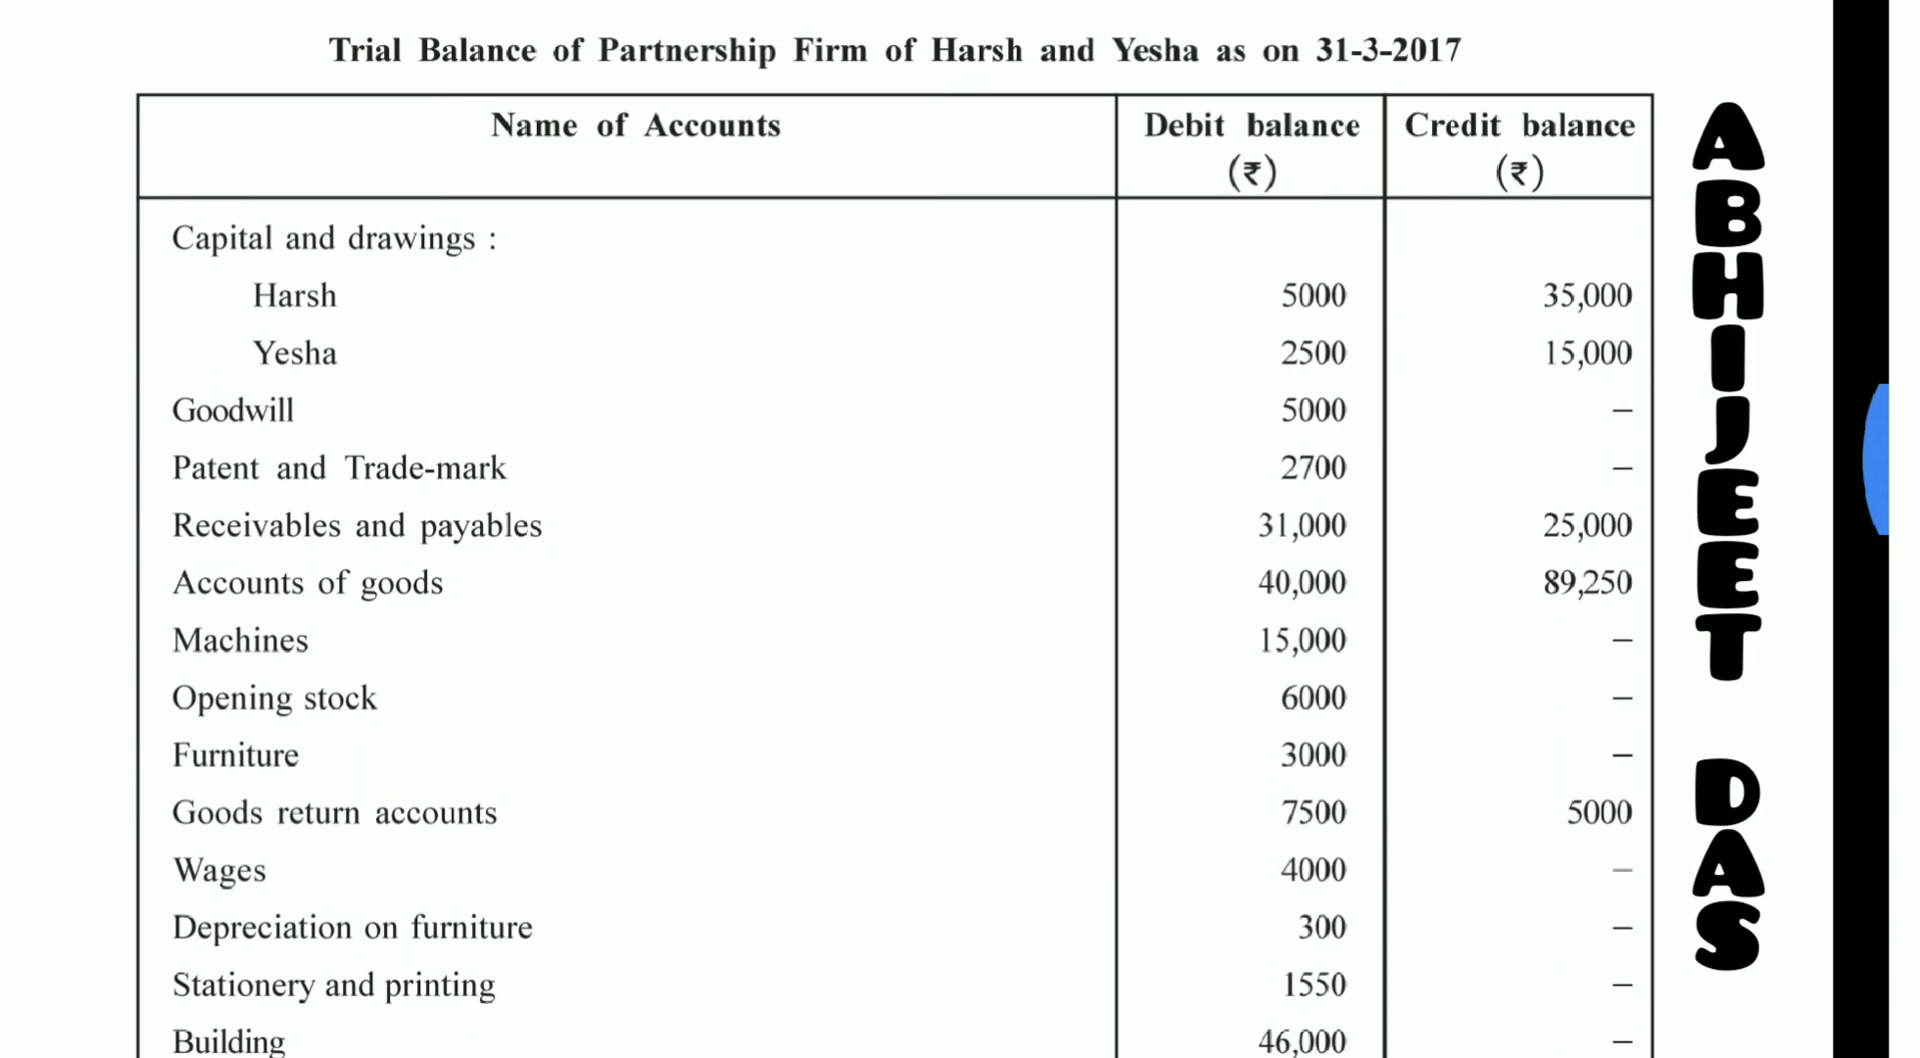 Trial Balance of Partnership Firm of Harsh and Yesha as on 31-3-2017
Name of Accounts Debit balance (₹) Credit balance (₹)
Capital and drawings :
Harsh 5000 35,000
Yesha 2500 15,000
Goodwill 5000 –
Patent and Trade-mark 2700 –
Receivables and payables 31,000 25,000
Accounts of goods 40,000 89,250
Machines 15,000 –
Opening stock 6000 –
Furniture 3000 –
Goods return accounts 7500 5000
Wages 4000 –
Depreciation on furniture 300 –
Stationery and printing 1550 –
Building 46,000 –
ABHIJEET DAS